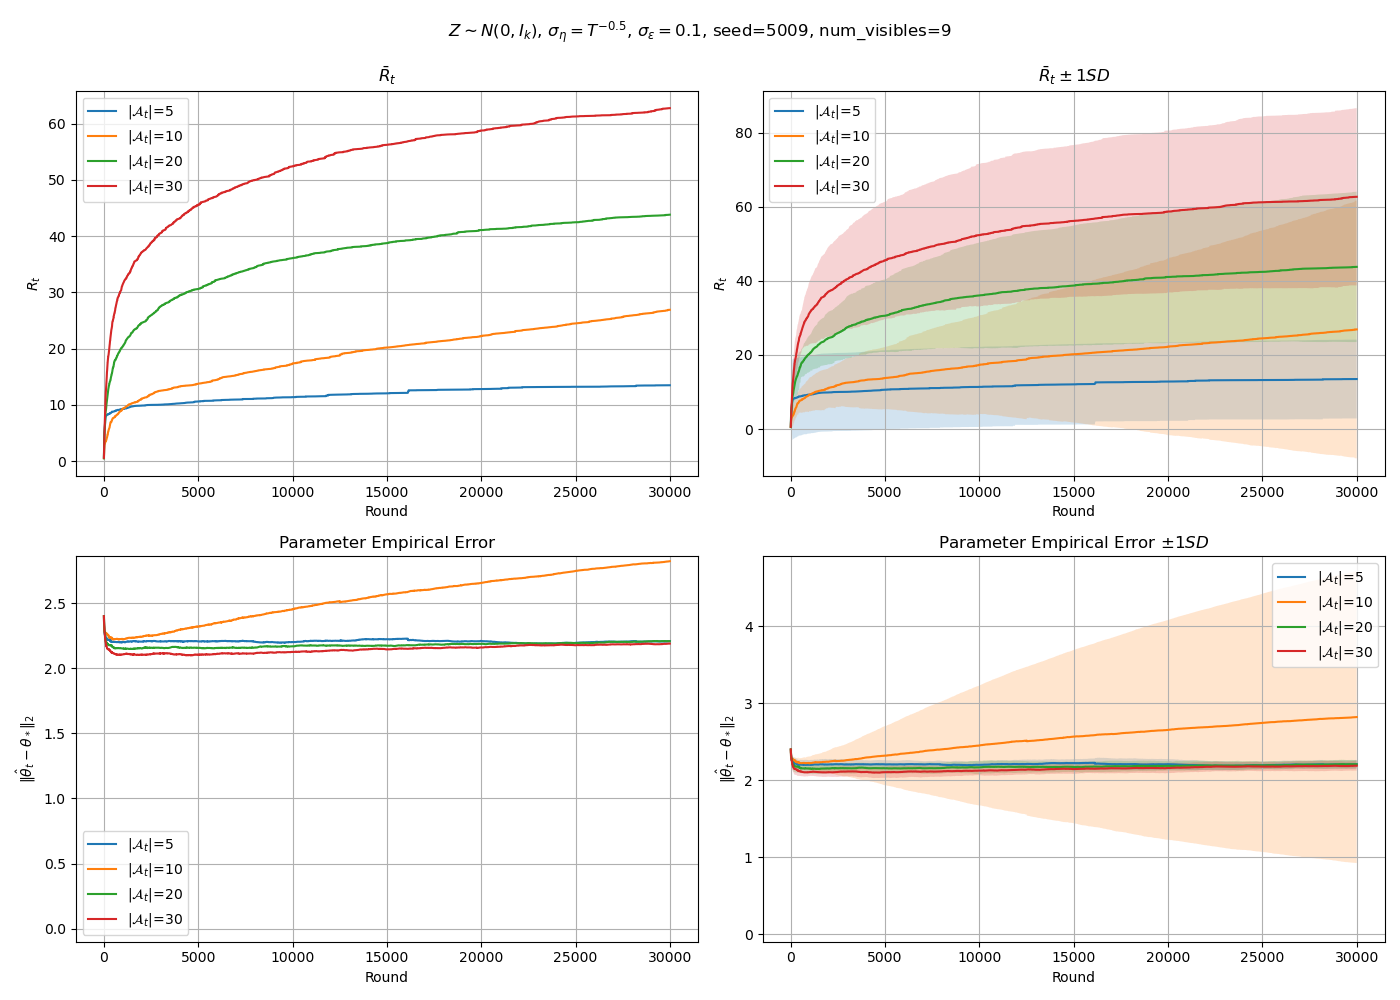 Z ∼ N(0, I_k), σ_η = T^{−0.5}, σ_ε = 0.1, seed=5009, num_visibles=9
R̄_t
R_t
60
50
40
30
20
10
0
|𝒜_t|=5
|𝒜_t|=10
|𝒜_t|=20
|𝒜_t|=30
0 5000 10000 15000 20000 25000 30000
Round
R̄_t ± 1SD
R_t
80
60
40
20
0
|𝒜_t|=5
|𝒜_t|=10
|𝒜_t|=20
|𝒜_t|=30
0 5000 10000 15000 20000 25000 30000
Round
Parameter Empirical Error
‖θ̂_t − θ_*‖_2
2.5
2.0
1.5
1.0
0.5
0.0
|𝒜_t|=5
|𝒜_t|=10
|𝒜_t|=20
|𝒜_t|=30
0 5000 10000 15000 20000 25000 30000
Round
Parameter Empirical Error ±1SD
‖θ̂_t − θ_*‖_2
4
3
2
1
0
|𝒜_t|=5
|𝒜_t|=10
|𝒜_t|=20
|𝒜_t|=30
0 5000 10000 15000 20000 25000 30000
Round